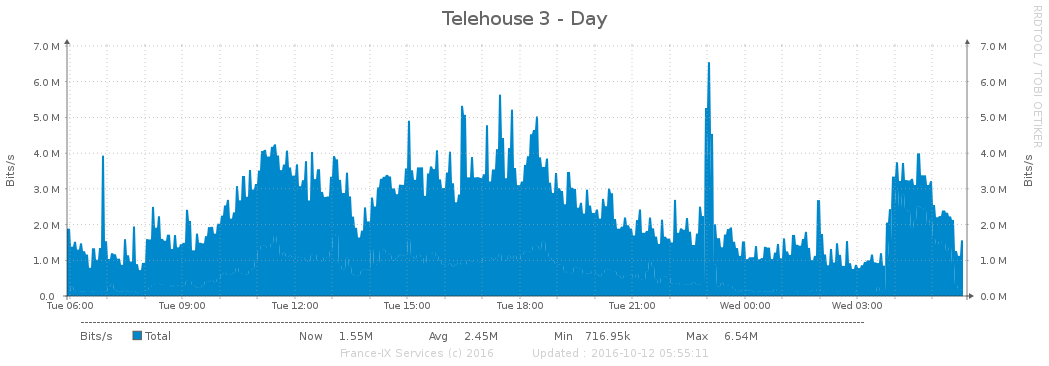 Telehouse 3 - Day
RRDTOOL / TOBI OETIKER
Bits/s
7.0 M 7.0 M
6.0 M 6.0 M
5.0 M 5.0 M
4.0 M 4.0 M
3.0 M 3.0 M
2.0 M 2.0 M
1.0 M 1.0 M
0.0 0.0 M
Bits/s
Tue 06:00 Tue 09:00 Tue 12:00 Tue 15:00 Tue 18:00 Tue 21:00 Wed 00:00 Wed 03:00
Bits/s Total Now 1.55M Avg 2.45M Min 716.95k Max 6.54M
France-IX Services (c) 2016 Updated : 2016-10-12 05:55:11